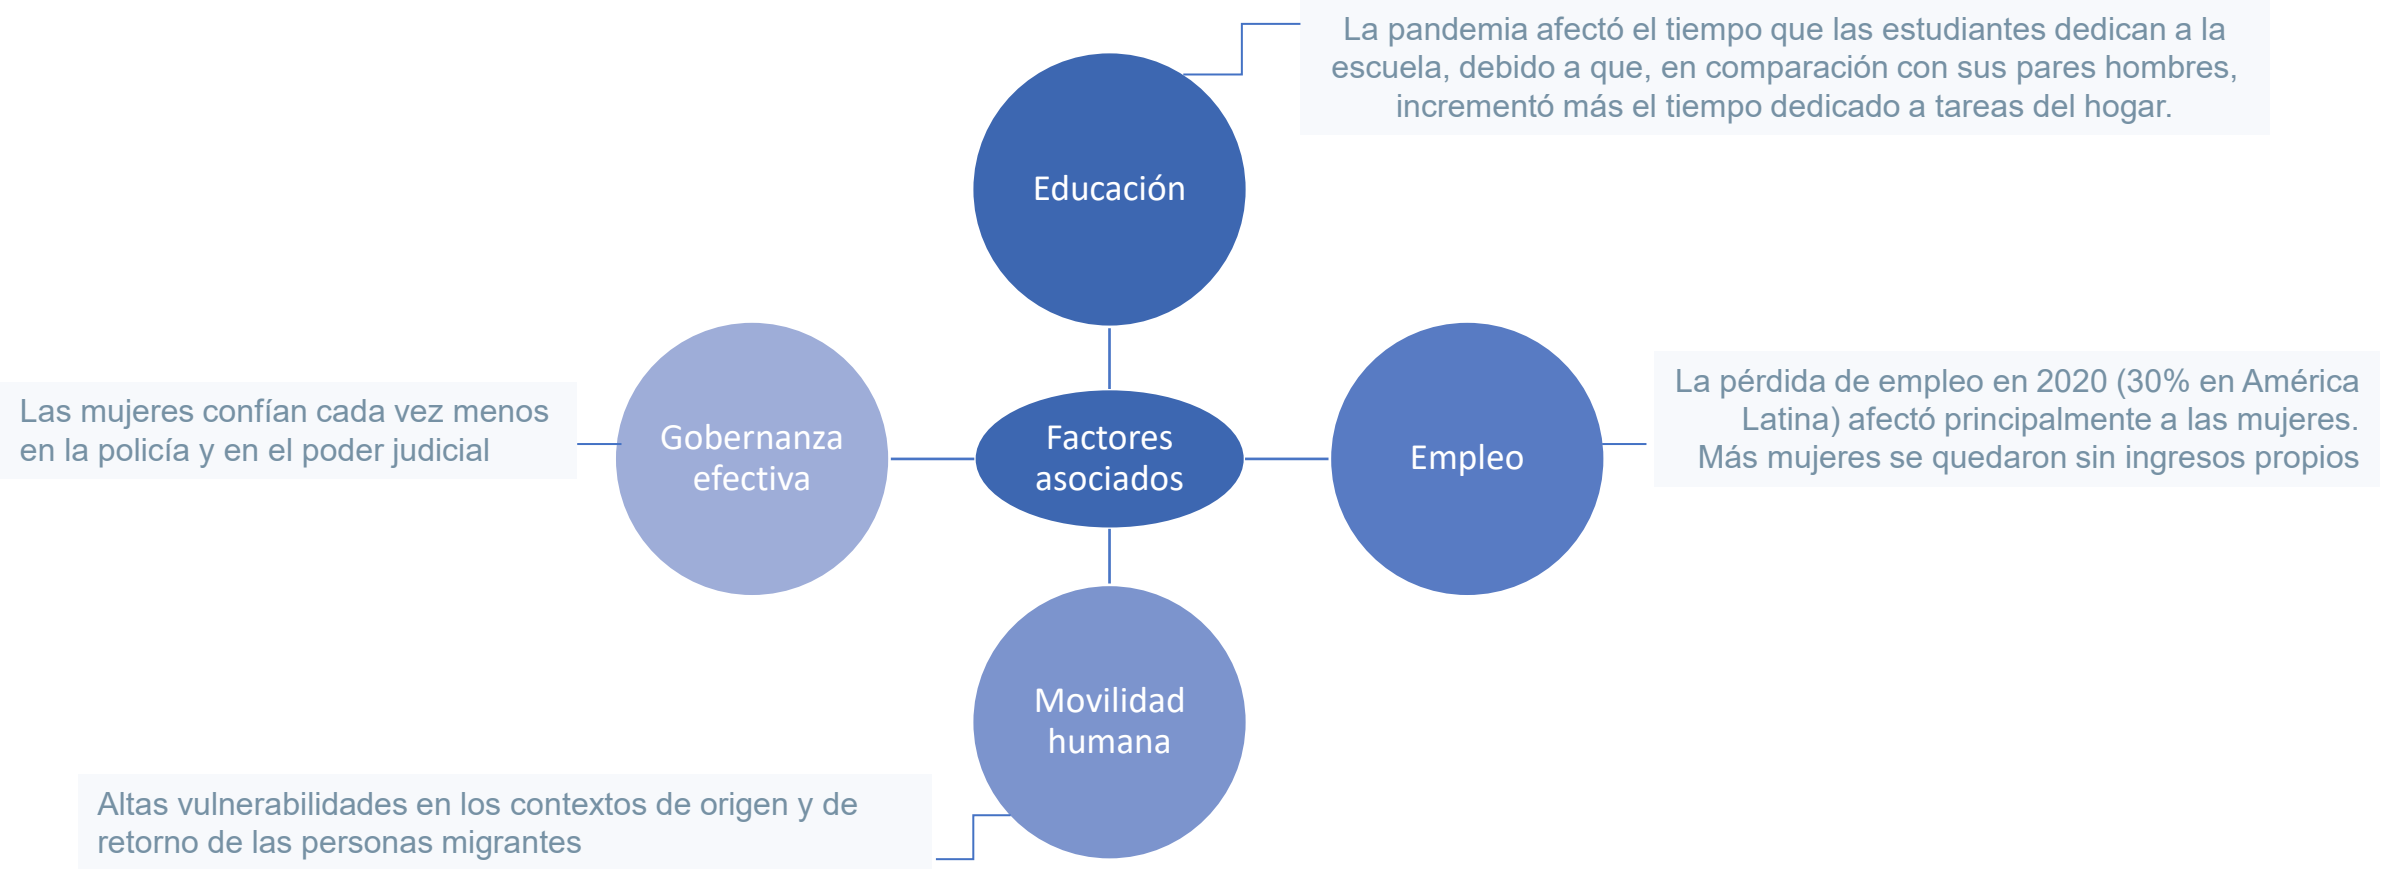 La pandemia afectó el tiempo que las estudiantes dedican a la
escuela, debido a que, en comparación con sus pares hombres,
incrementó más el tiempo dedicado a tareas del hogar.
Educación
Las mujeres confían cada vez menos
en la policía y en el poder judicial
Gobernanza
efectiva
Factores
asociados
Empleo
La pérdida de empleo en 2020 (30% en América
Latina) afectó principalmente a las mujeres.
Más mujeres se quedaron sin ingresos propios
Movilidad
humana
Altas vulnerabilidades en los contextos de origen y de
retorno de las personas migrantes